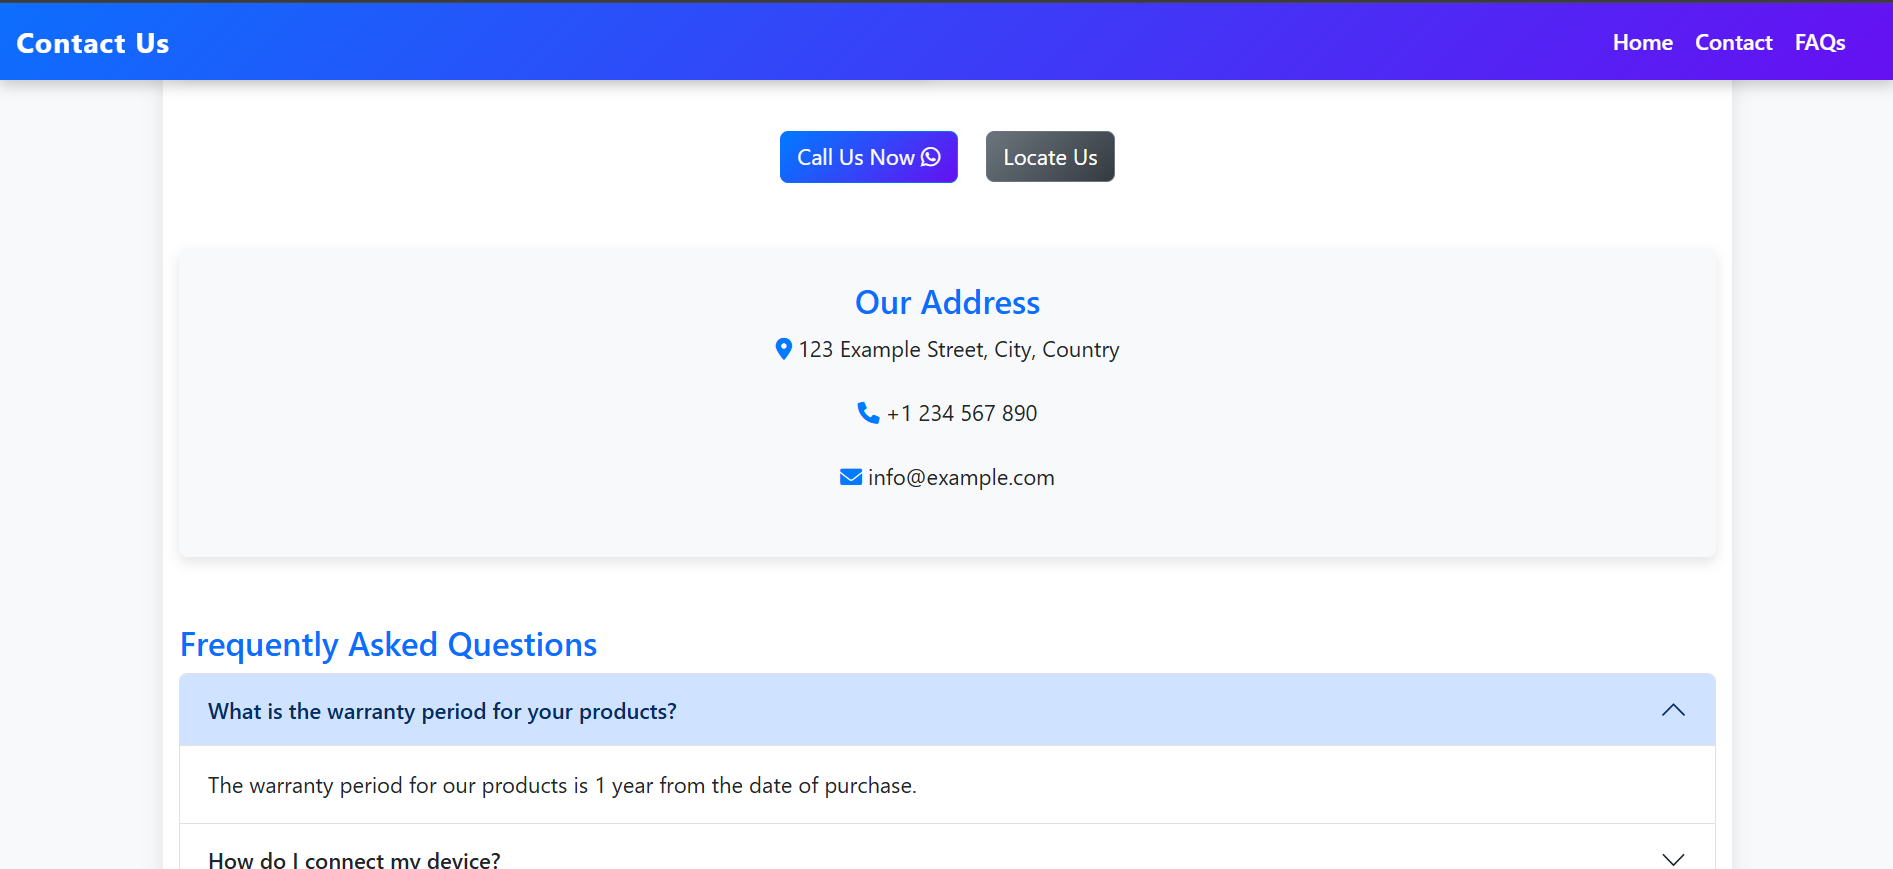 Contact Us
Home Contact FAQs
Call Us Now Locate Us
Our Address
123 Example Street, City, Country
+1 234 567 890
info@example.com
Frequently Asked Questions
What is the warranty period for your products?
The warranty period for our products is 1 year from the date of purchase.
How do I connect my device?